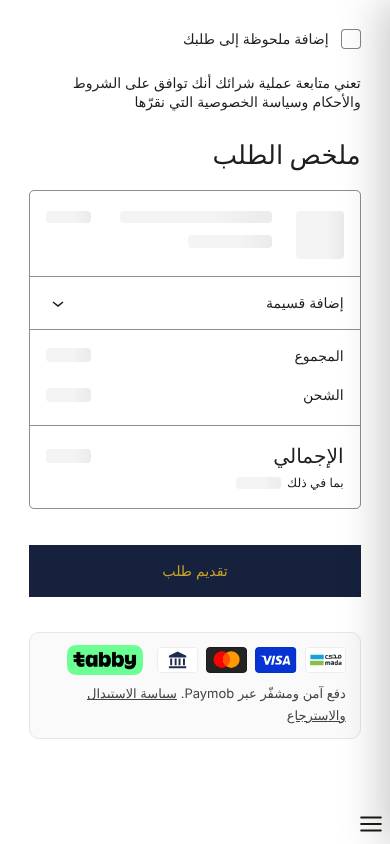 إضافة ملحوظة إلى طلبك
تعني متابعة عملية شرائك أنك توافق على الشروط
والأحكام وسياسة الخصوصية التي نقرّها
ملخص الطلب
إضافة قسيمة
المجموع
الشحن
الإجمالي
بما في ذلك
تقديم طلب
مدى mada VISA tabby
دفع آمن ومشفّر عبر Paymob. سياسة الاستبدال
والاسترجاع